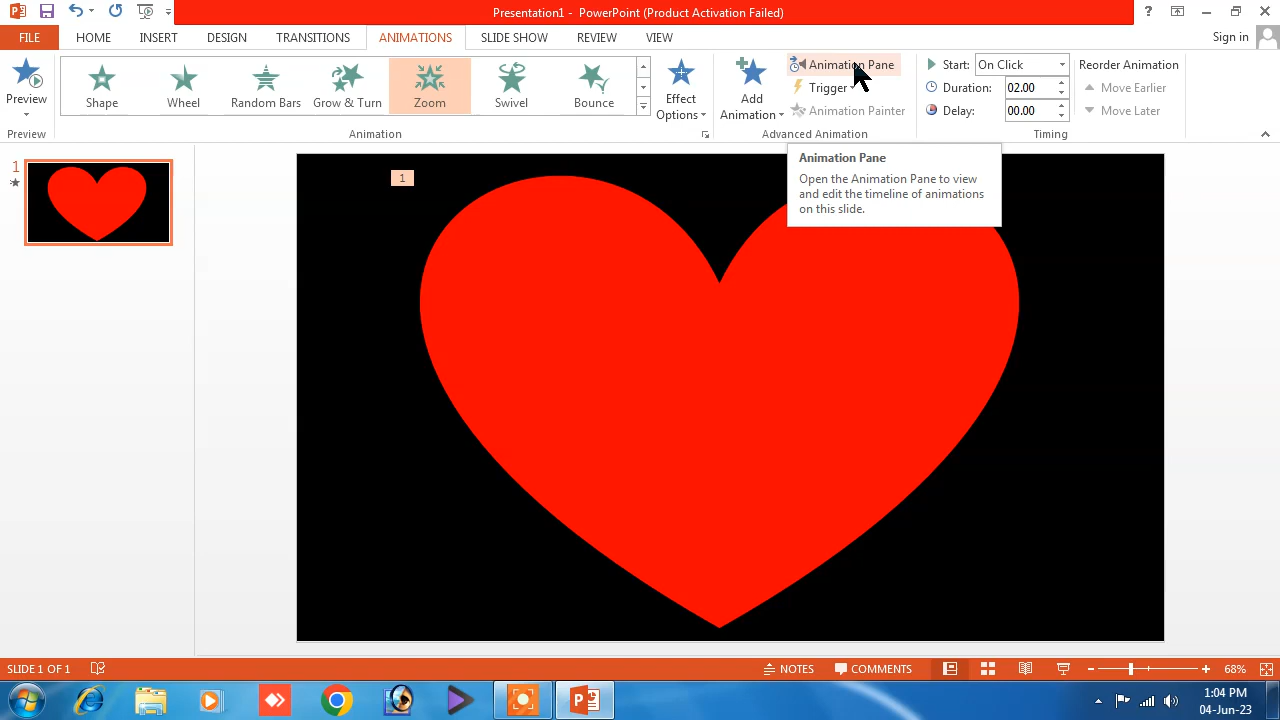 Presentation1 - PowerPoint (Product Activation Failed)
?
FILE HOME INSERT DESIGN TRANSITIONS ANIMATIONS SLIDE SHOW REVIEW VIEW Sign in
Preview
Shape Wheel Random Bars Grow & Turn Zoom Swivel Bounce
Effect
Options
Add
Animation
Animation Pane
Trigger
Animation Painter
Start: On Click
Duration: 02.00
Delay: 00.00
Reorder Animation
Move Earlier
Move Later
Preview Animation Advanced Animation Timing
Animation Pane
Open the Animation Pane to view
and edit the timeline of animations
on this slide.
1
1
SLIDE 1 OF 1 NOTES COMMENTS 68%
1:04 PM
04-Jun-23